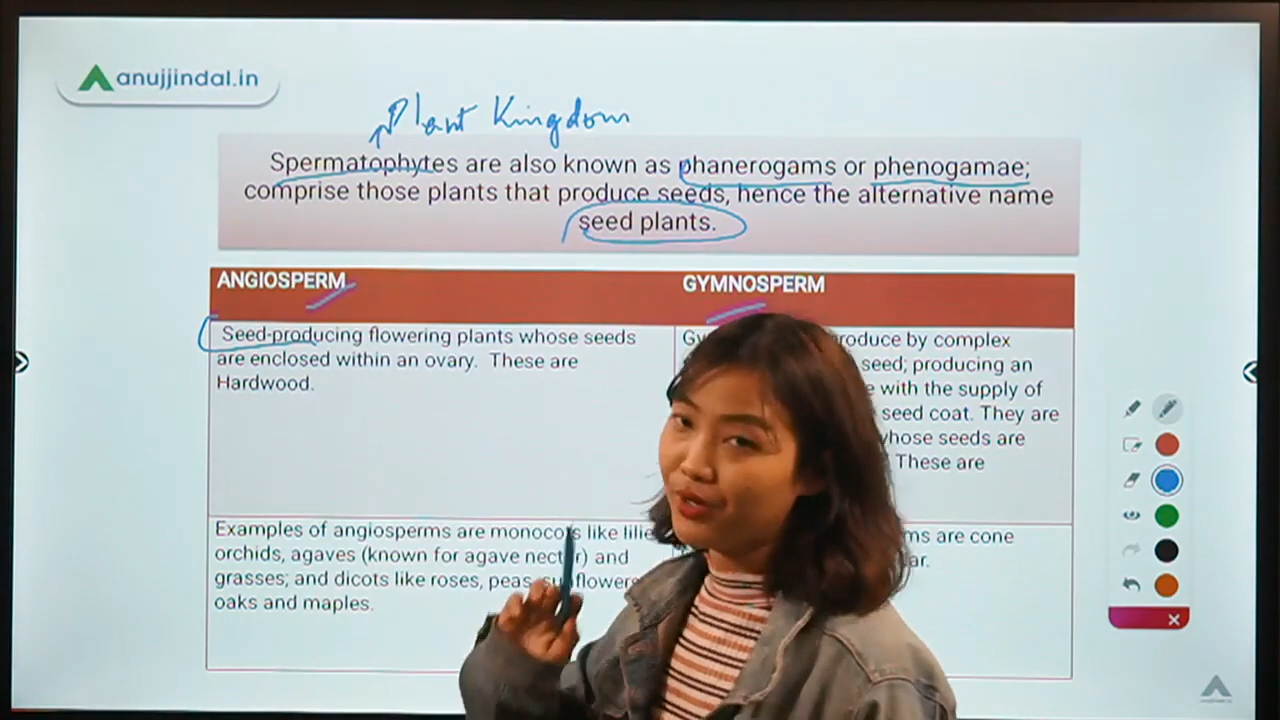 anujjindal.in
Plant Kingdom
Spermatophytes are also known as phanerogams or phenogamae;
comprise those plants that produce seeds, hence the alternative name
seed plants.
ANGIOSPERM
GYMNOSPERM
Seed-producing flowering plants whose seeds
are enclosed within an ovary. These are
Hardwood.
produce by complex
seed; producing an
with the supply of
seed coat. They are
whose seeds are
These are
Examples of angiosperms are monocots like
orchids, agaves (known for agave nectar) and
grasses; and dicots like roses, peas, sunflowers
oaks and maples.
are cone